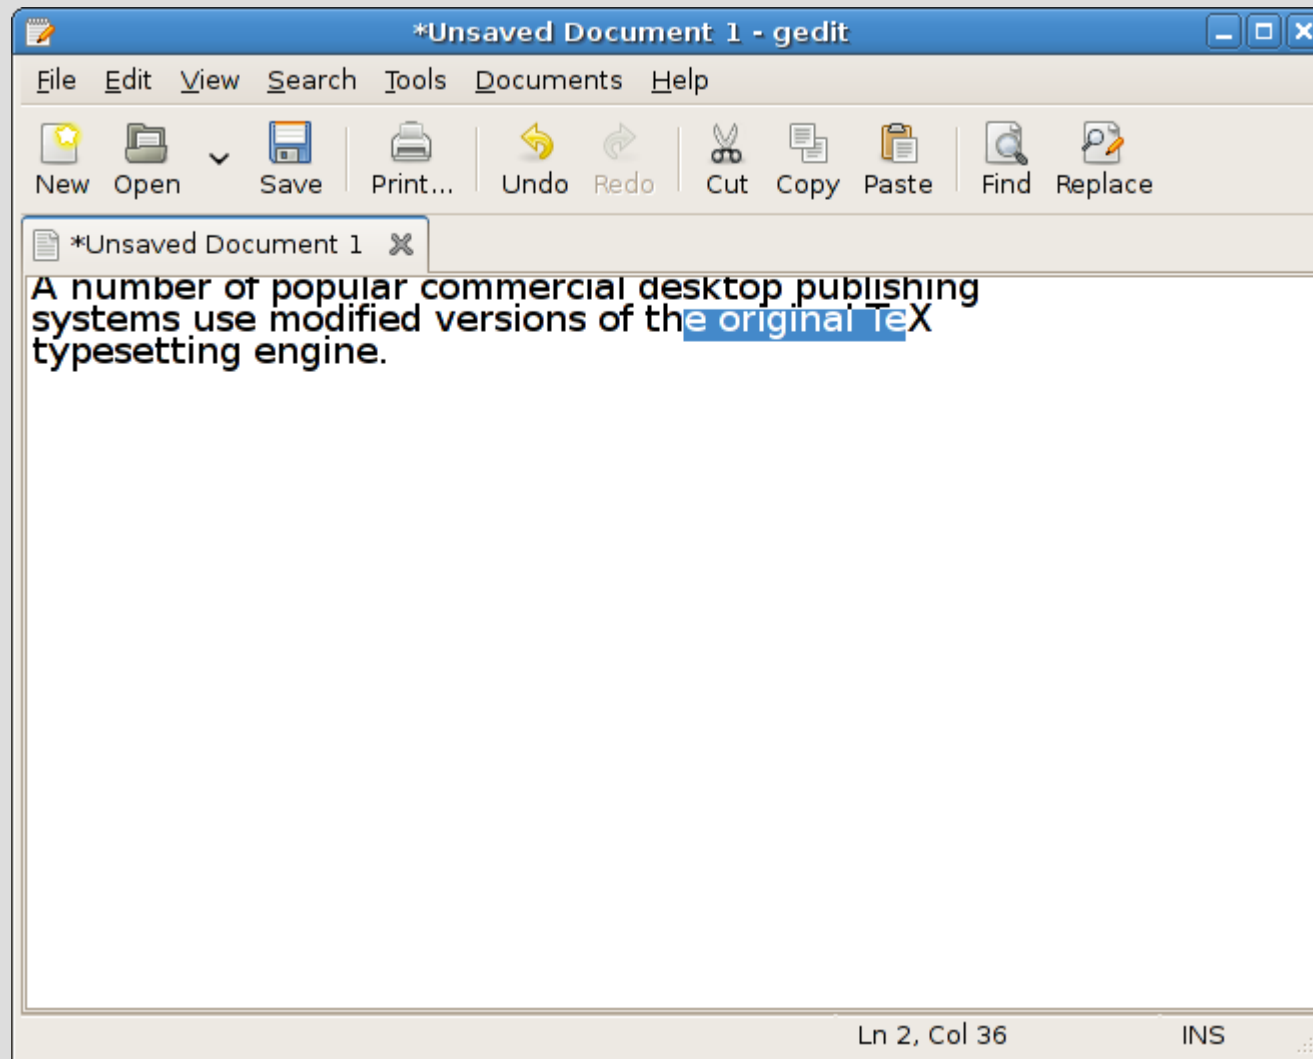 *Unsaved Document 1 - gedit
File Edit View Search Tools Documents Help
New Open Save Print... Undo Redo Cut Copy Paste Find Replace
*Unsaved Document 1
A number of popular commercial desktop publishing
systems use modified versions of the original TeX
typesetting engine.
Ln 2, Col 36 INS